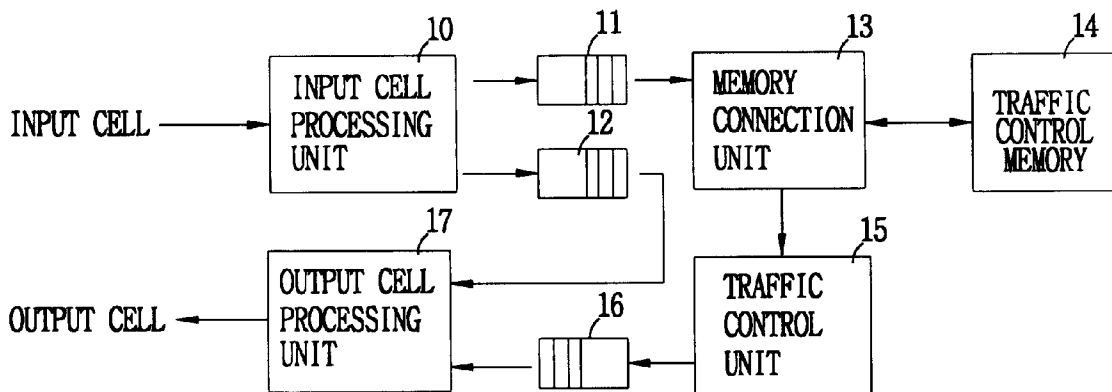 10
11
13
14
INPUT CELL
INPUT CELL
PROCESSING
UNIT
12
MEMORY
CONNECTION
UNIT
TRAFFIC
CONTROL
MEMORY
17
15
OUTPUT CELL
OUTPUT CELL
PROCESSING
UNIT
16
TRAFFIC
CONTROL
UNIT